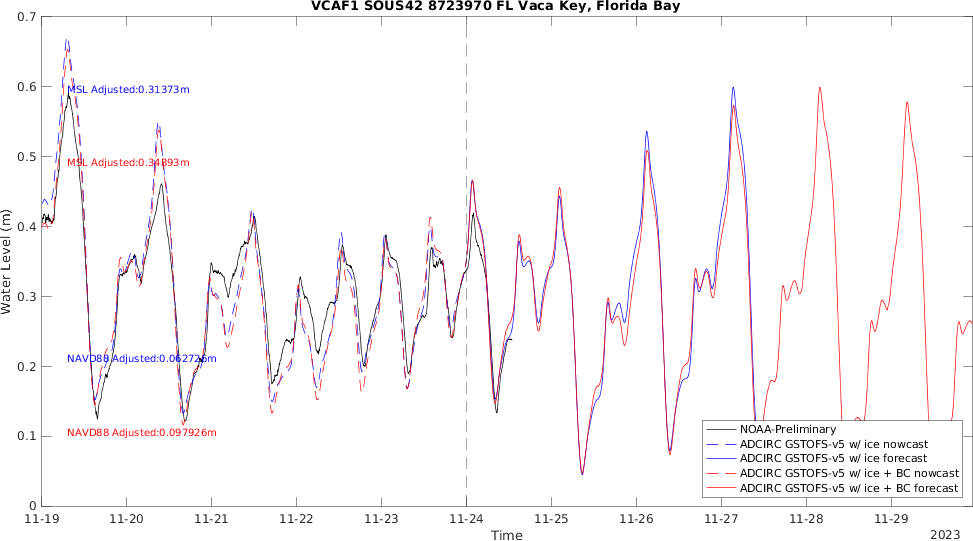 VCAF1 SOUS42 8723970 FL Vaca Key, Florida Bay
0.7
0.6
0.5
0.4
0.3
0.2
0.1
0
Water Level (m)
MSL Adjusted:0.31373m
MSL Adjusted:0.34893m
NAVD88 Adjusted:0.062726m
NAVD88 Adjusted:0.097926m
NOAA-Preliminary
ADCIRC GSTOFS-v5 w/ ice nowcast
ADCIRC GSTOFS-v5 w/ ice forecast
ADCIRC GSTOFS-v5 w/ ice + BC nowcast
ADCIRC GSTOFS-v5 w/ ice + BC forecast
11-19 11-20 11-21 11-22 11-23 11-24 11-25 11-26 11-27 11-28 11-29
Time
2023